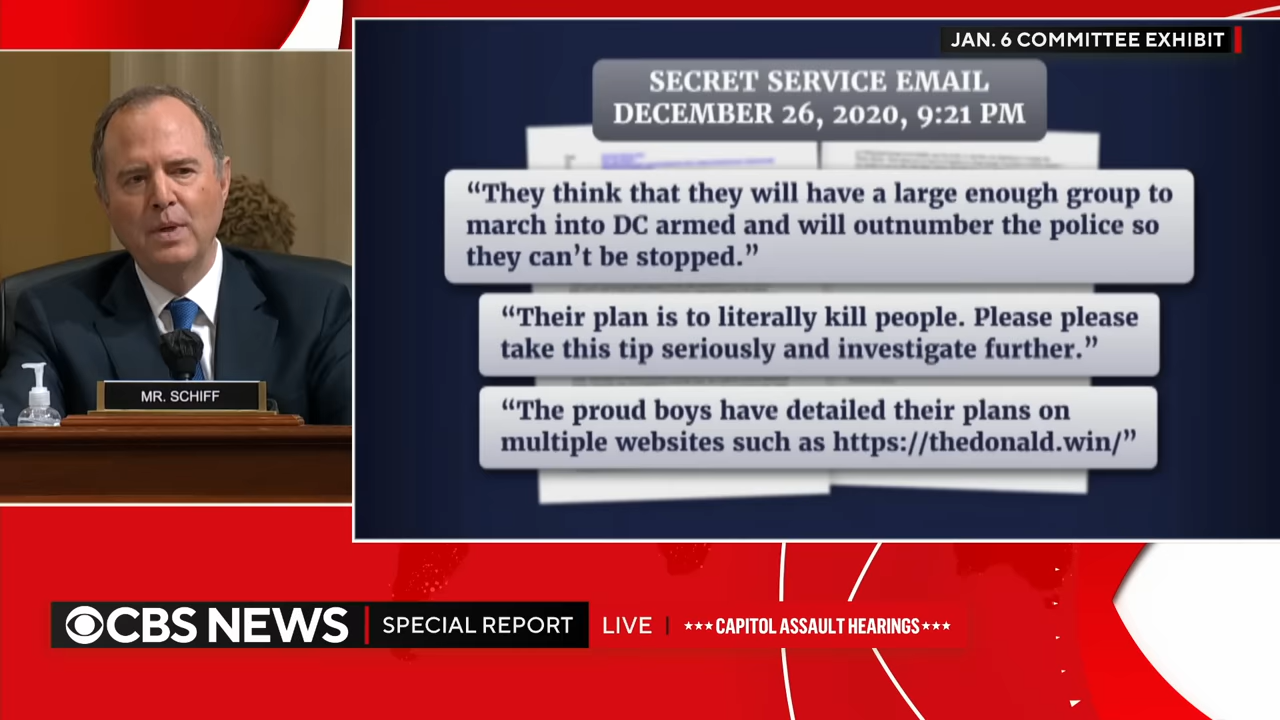 JAN. 6 COMMITTEE EXHIBIT
SECRET SERVICE EMAIL
DECEMBER 26, 2020, 9:21 PM
“They think that they will have a large enough group to
march into DC armed and will outnumber the police so
they can’t be stopped.”
“Their plan is to literally kill people. Please please
take this tip seriously and investigate further.”
“The proud boys have detailed their plans on
multiple websites such as https://thedonald.win/”
MR. SCHIFF
CBS NEWS SPECIAL REPORT LIVE ★★★CAPITOL ASSAULT HEARINGS★★★